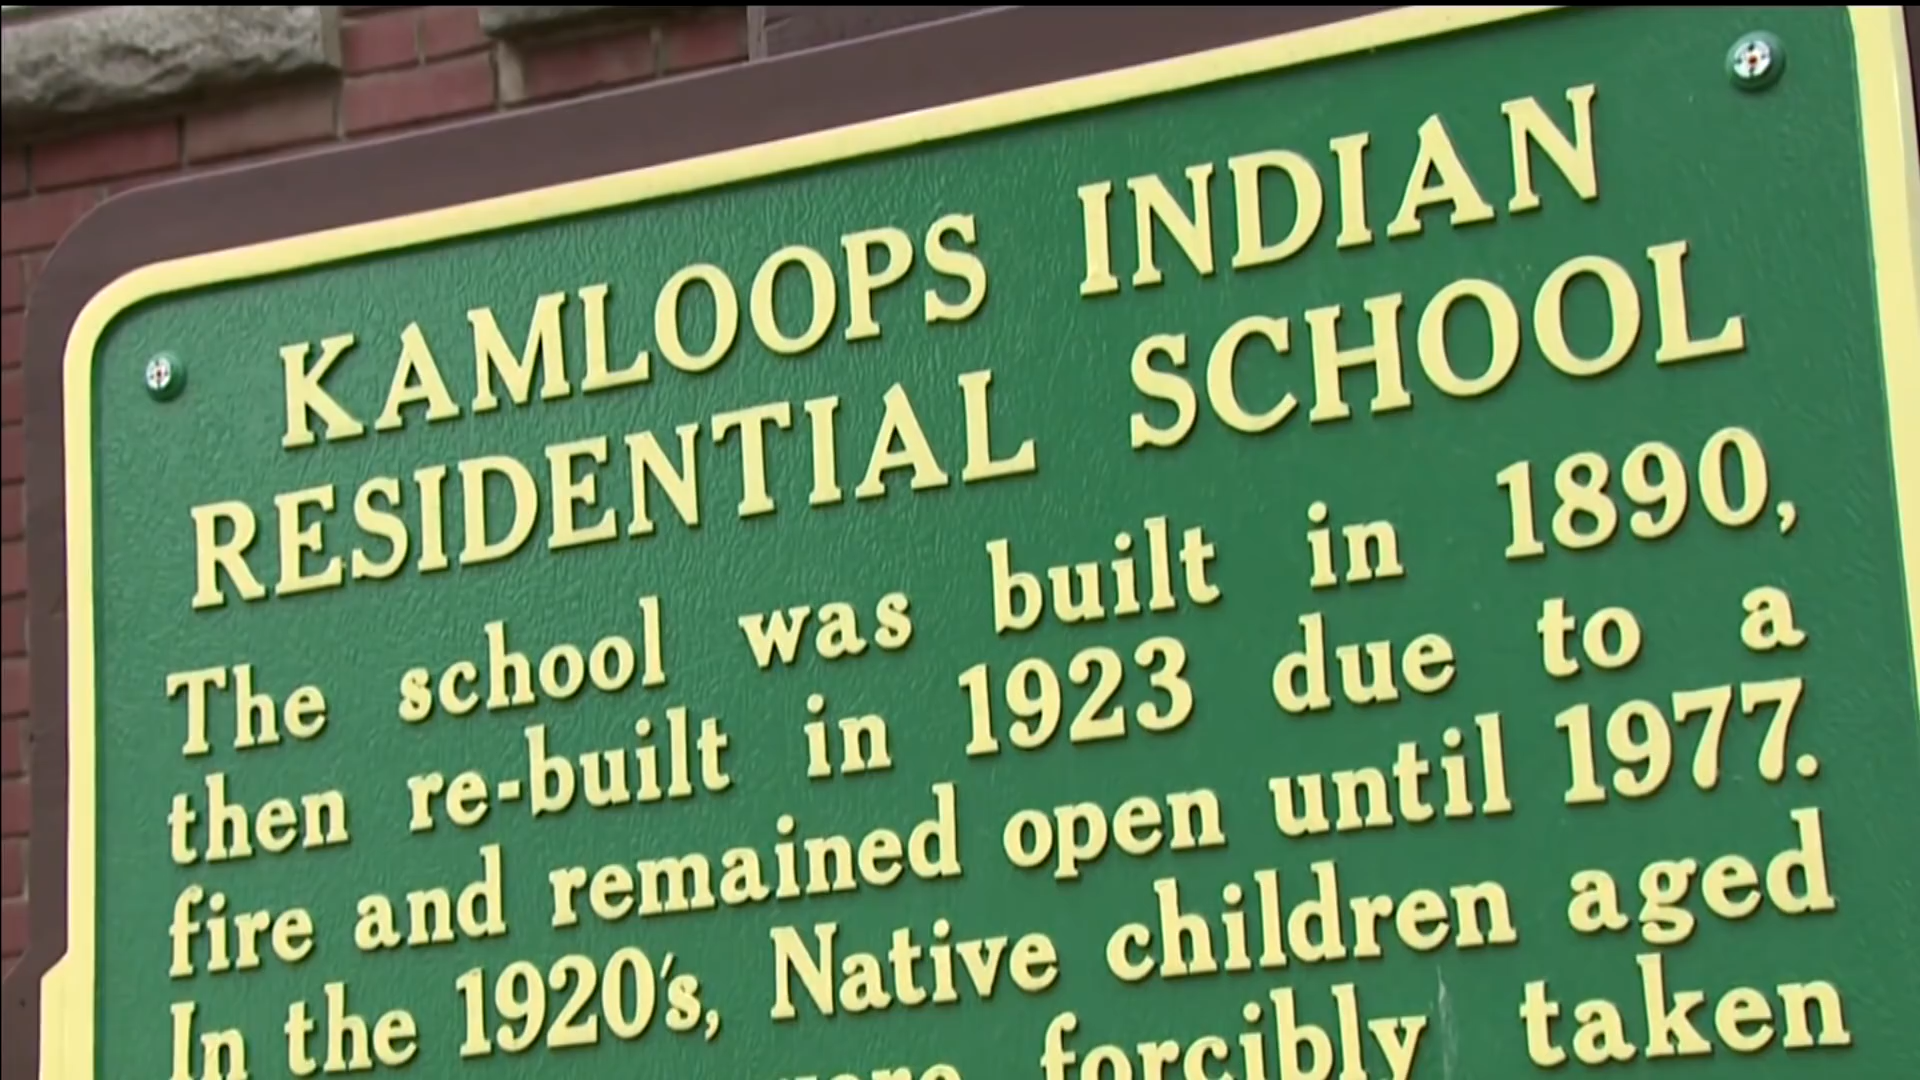 KAMLOOPS INDIAN
RESIDENTIAL SCHOOL
The school was built in 1890,
then re-built in 1923 due to a
fire and remained open until 1977.
In the 1920's, Native children aged
were forcibly taken